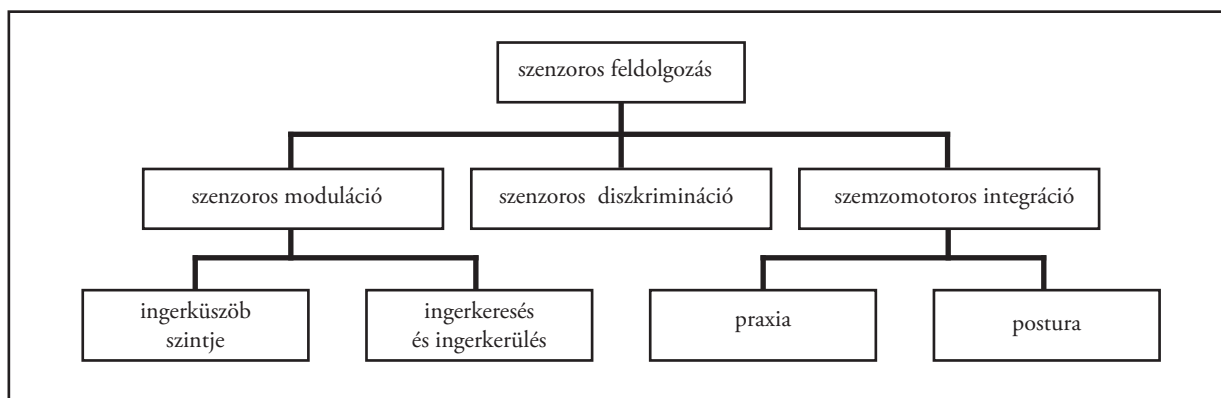 szenzoros feldolgozás
szenzoros moduláció
szenzoros diszkrimináció
szemzomotoros integráció
ingerküszöb
szintje
ingerkeresés
és ingerkerülés
praxia
postura